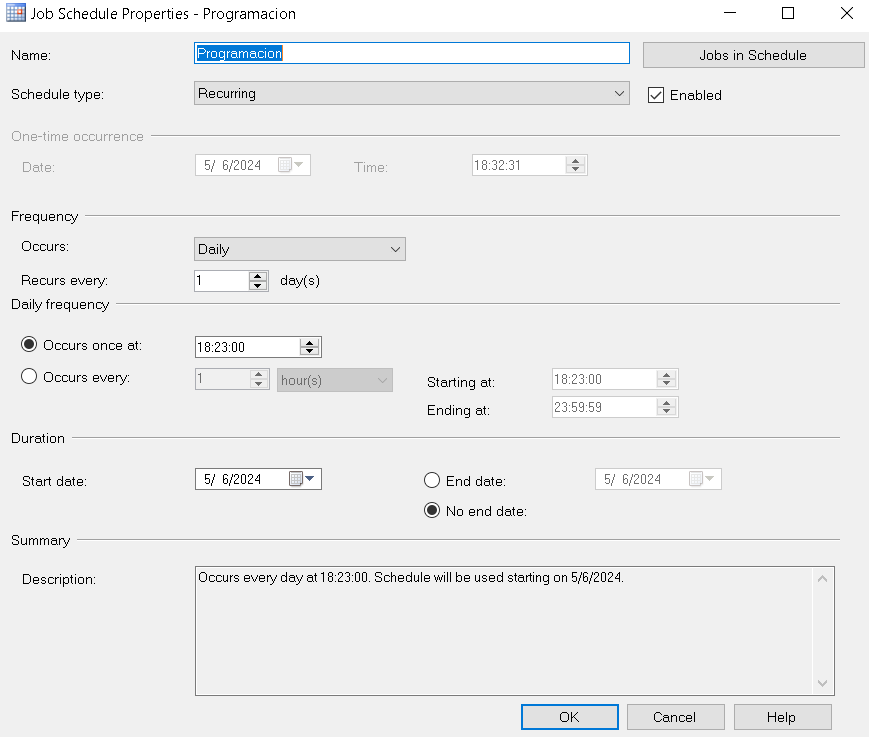 Job Schedule Properties - Programacion
Name:
Programacion
Jobs in Schedule
Schedule type:
Recurring
Enabled
One-time occurrence
Date:
5/ 6/2024
Time:
18:32:31
Frequency
Occurs:
Daily
Recurs every:
1
day(s)
Daily frequency
Occurs once at:
18:23:00
Occurs every:
1
hour(s)
Starting at:
18:23:00
Ending at:
23:59:59
Duration
Start date:
5/ 6/2024
End date:
5/ 6/2024
No end date:
Summary
Description:
Occurs every day at 18:23:00. Schedule will be used starting on 5/6/2024.
OK
Cancel
Help